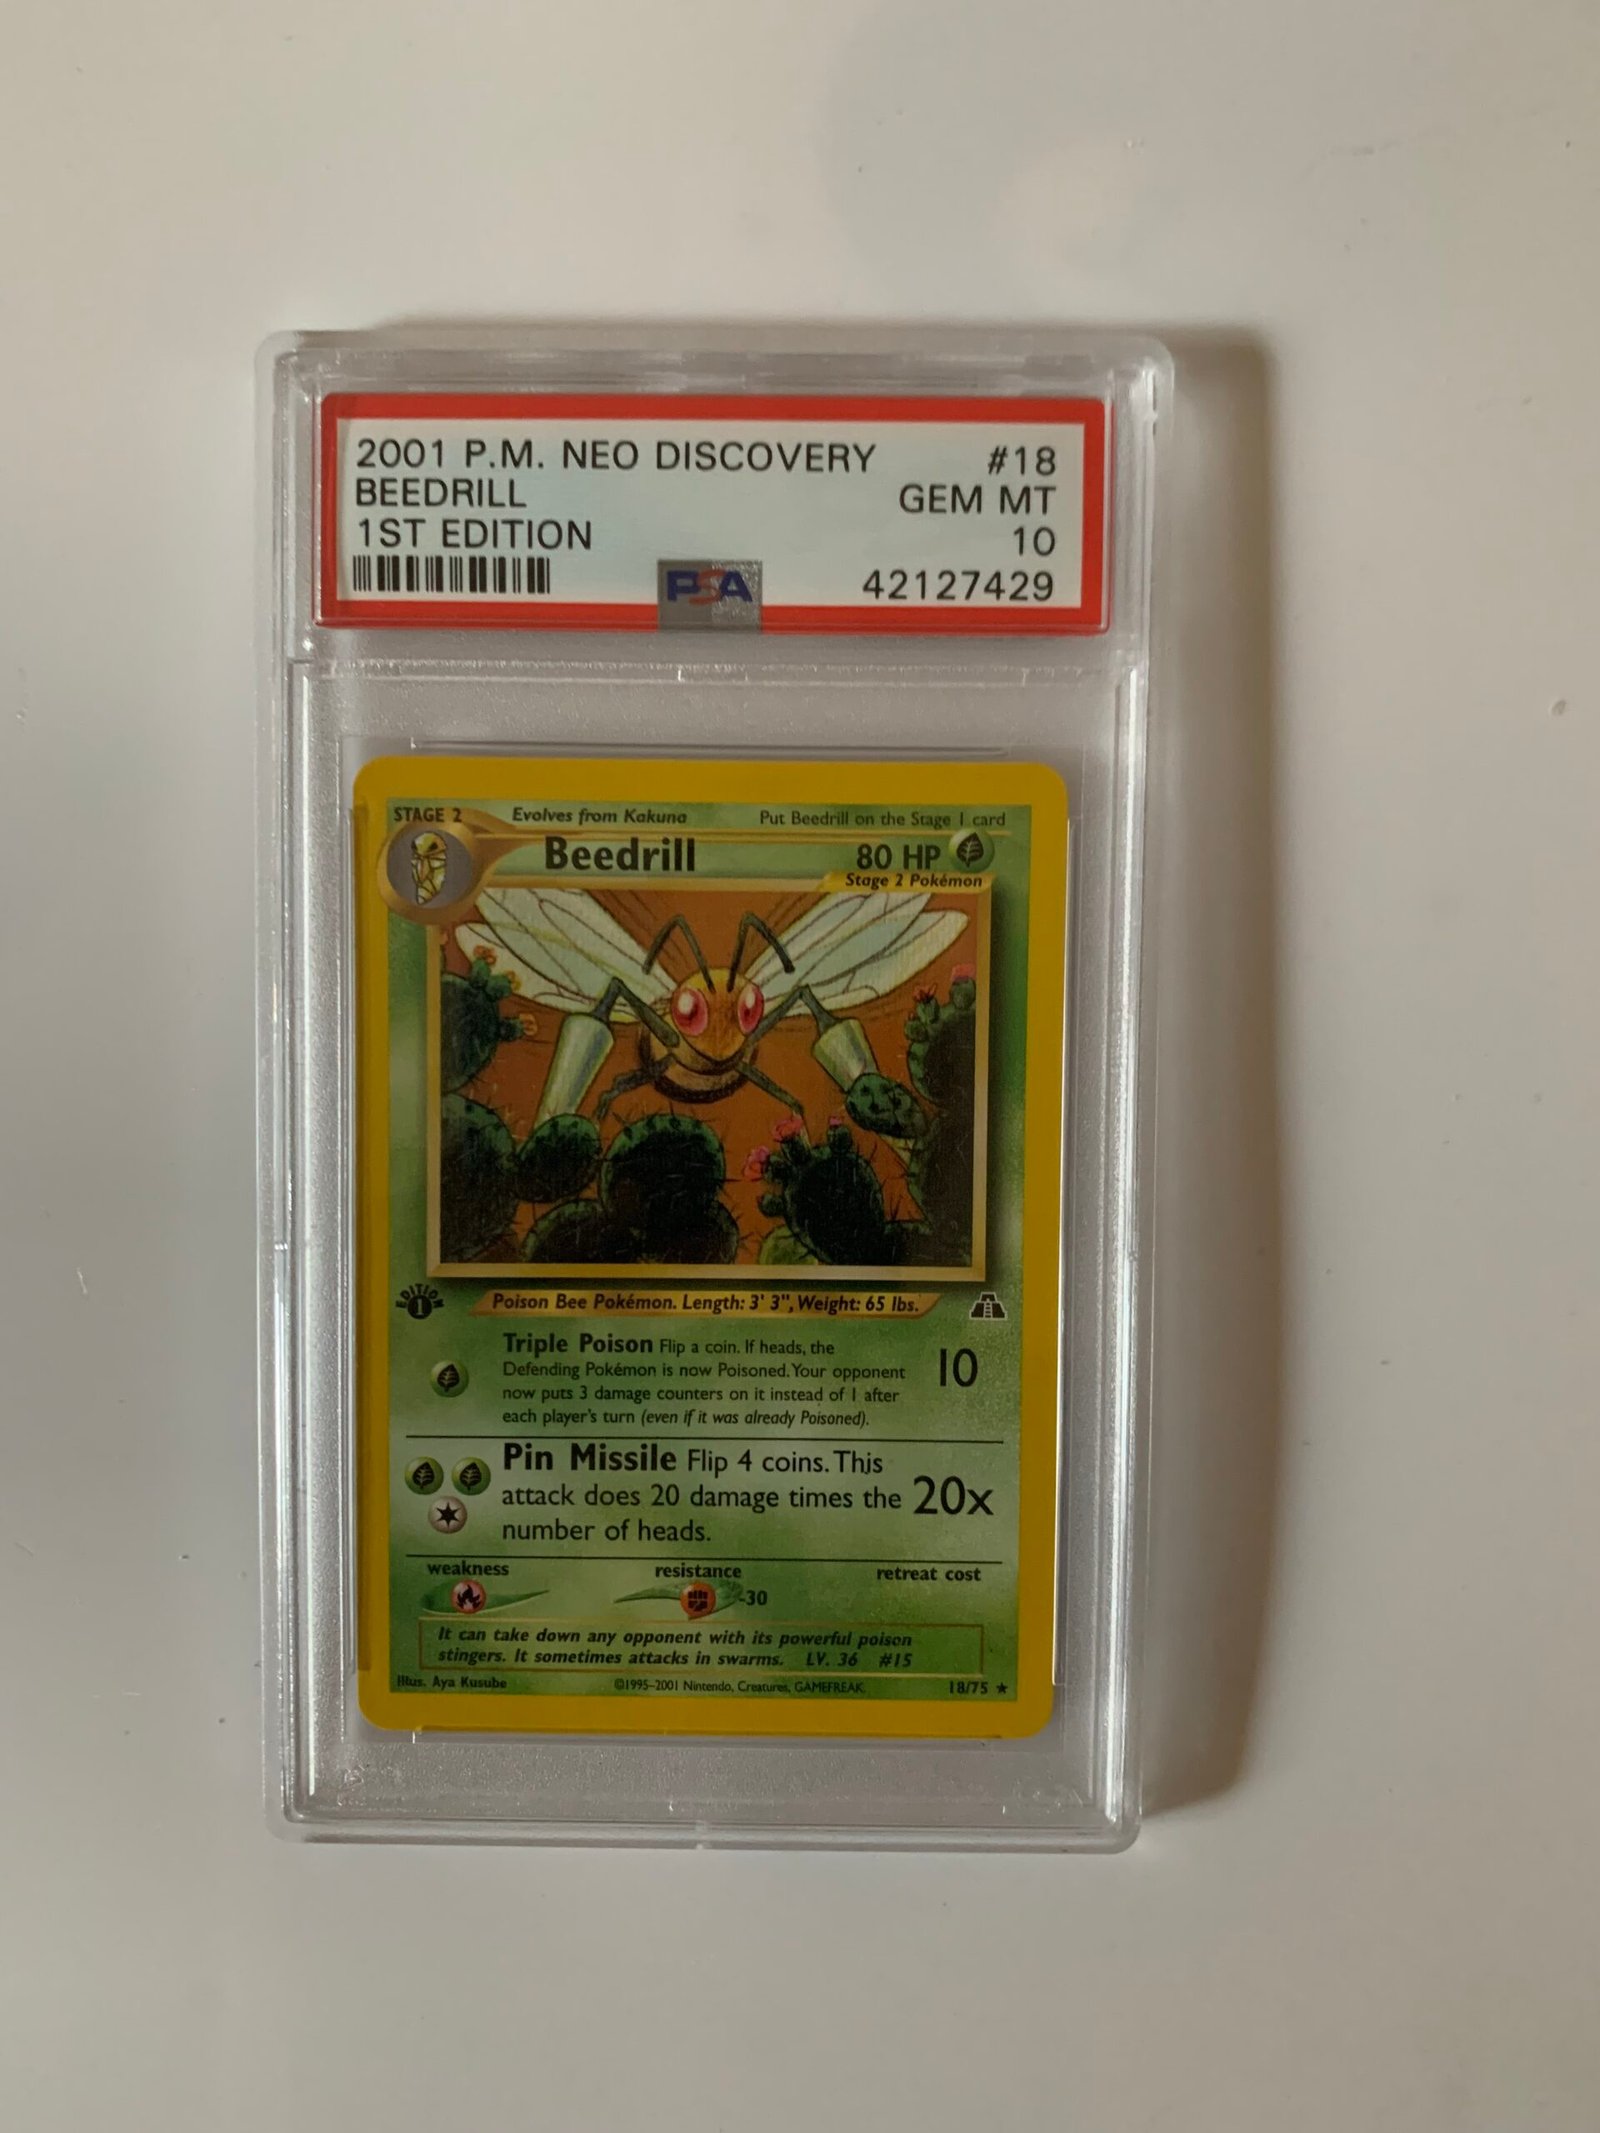 2001 P.M. NEO DISCOVERY #18
BEEDRILL GEM MT
1ST EDITION 10
PSA 42127429
STAGE 2 Evolves from Kakuna Put Beedrill on the Stage 1 card
Beedrill 80 HP
Stage 2 Pokémon
EDITION 1
Poison Bee Pokémon. Length: 3' 3", Weight: 65 lbs.
Triple Poison Flip a coin. If heads, the
Defending Pokémon is now Poisoned. Your opponent 10
now puts 3 damage counters on it instead of 1 after
each player's turn (even if it was already Poisoned).
Pin Missile Flip 4 coins. This
attack does 20 damage times the 20x
number of heads.
weakness resistance retreat cost
-30
It can take down any opponent with its powerful poison
stingers. It sometimes attacks in swarms. LV. 36 #15
Illus. Aya Kusube ©1995-2001 Nintendo, Creatures, GAMEFREAK. 18/75 ★